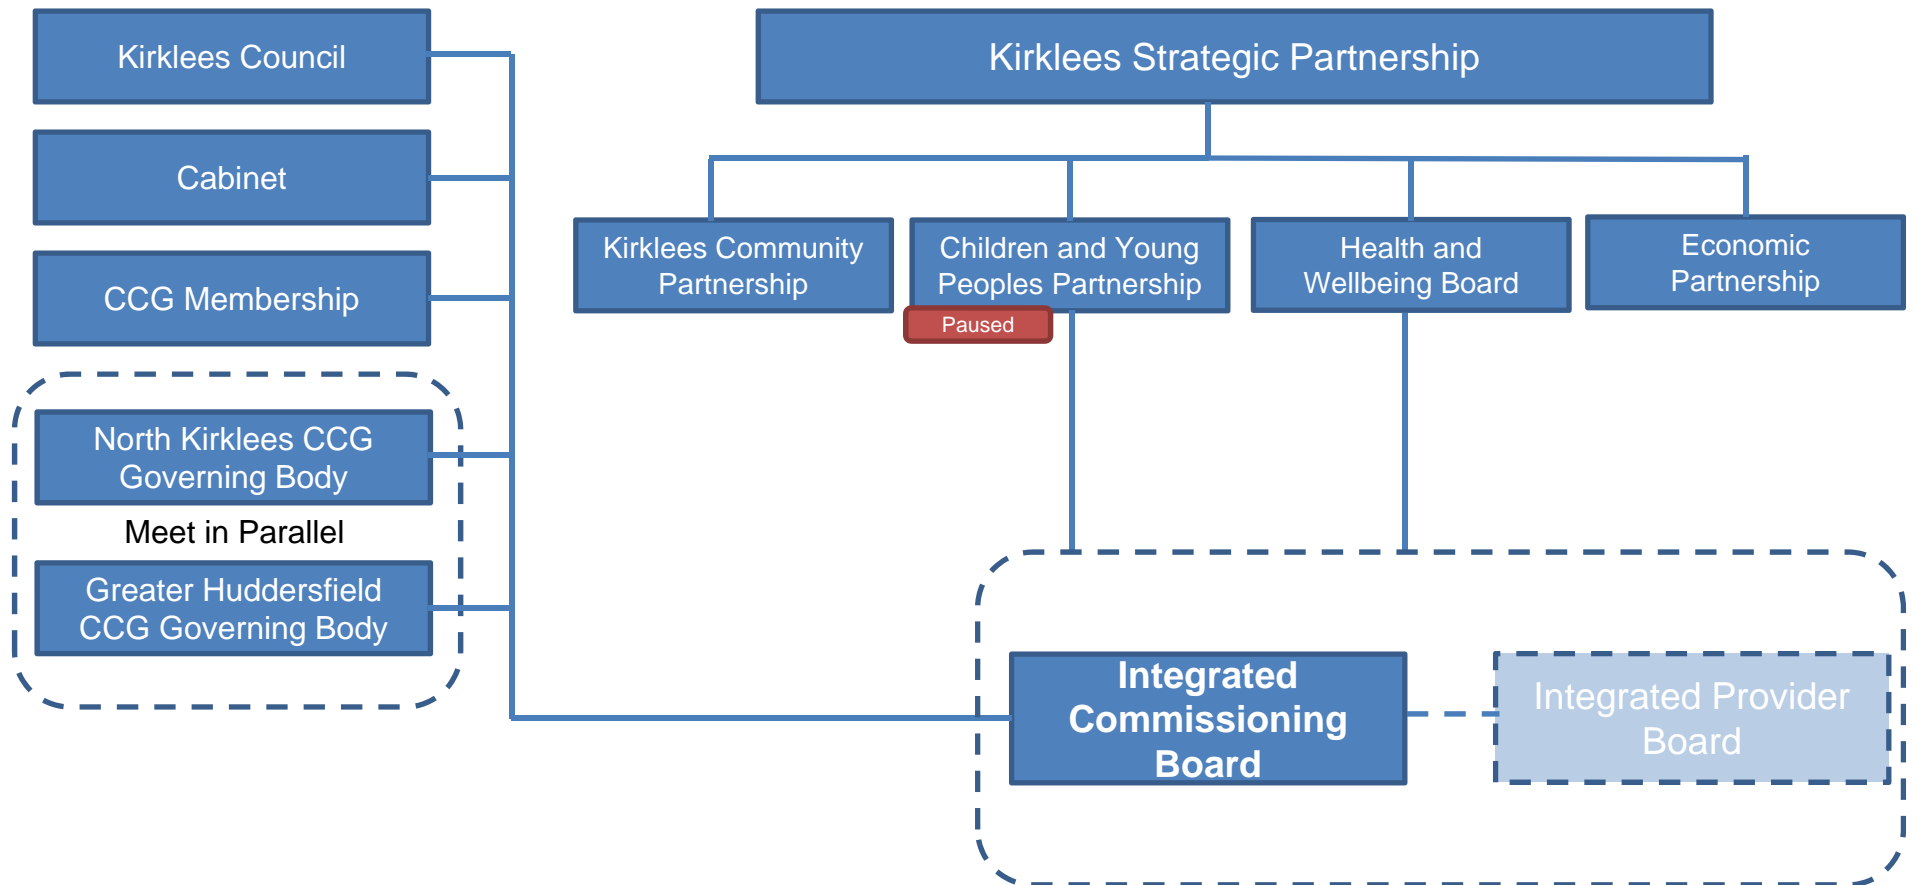 Kirklees Council
Cabinet
CCG Membership
North Kirklees CCG
Governing Body
Meet in Parallel
Greater Huddersfield
CCG Governing Body
Kirklees Strategic Partnership
Kirklees Community
Partnership
Children and Young
Peoples Partnership
Paused
Health and
Wellbeing Board
Economic
Partnership
Integrated
Commissioning
Board
Integrated Provider
Board